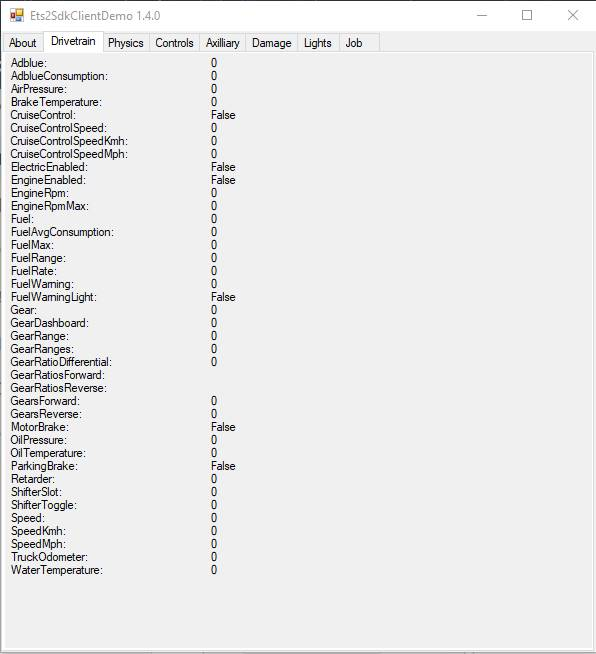 Ets2SdkClientDemo 1.4.0
About Drivetrain Physics Controls Axilliary Damage Lights Job
Adblue: 0
AdblueConsumption: 0
AirPressure: 0
BrakeTemperature: 0
CruiseControl: False
CruiseControlSpeed: 0
CruiseControlSpeedKmh: 0
CruiseControlSpeedMph: 0
ElectricEnabled: False
EngineEnabled: False
EngineRpm: 0
EngineRpmMax: 0
Fuel: 0
FuelAvgConsumption: 0
FuelMax: 0
FuelRange: 0
FuelRate: 0
FuelWarning: 0
FuelWarningLight: False
Gear: 0
GearDashboard: 0
GearRange: 0
GearRanges: 0
GearRatioDifferential: 0
GearRatiosForward:
GearRatiosReverse:
GearsForward: 0
GearsReverse: 0
MotorBrake: False
OilPressure: 0
OilTemperature: 0
ParkingBrake: False
Retarder: 0
ShifterSlot: 0
ShifterToggle: 0
Speed: 0
SpeedKmh: 0
SpeedMph: 0
TruckOdometer: 0
WaterTemperature: 0